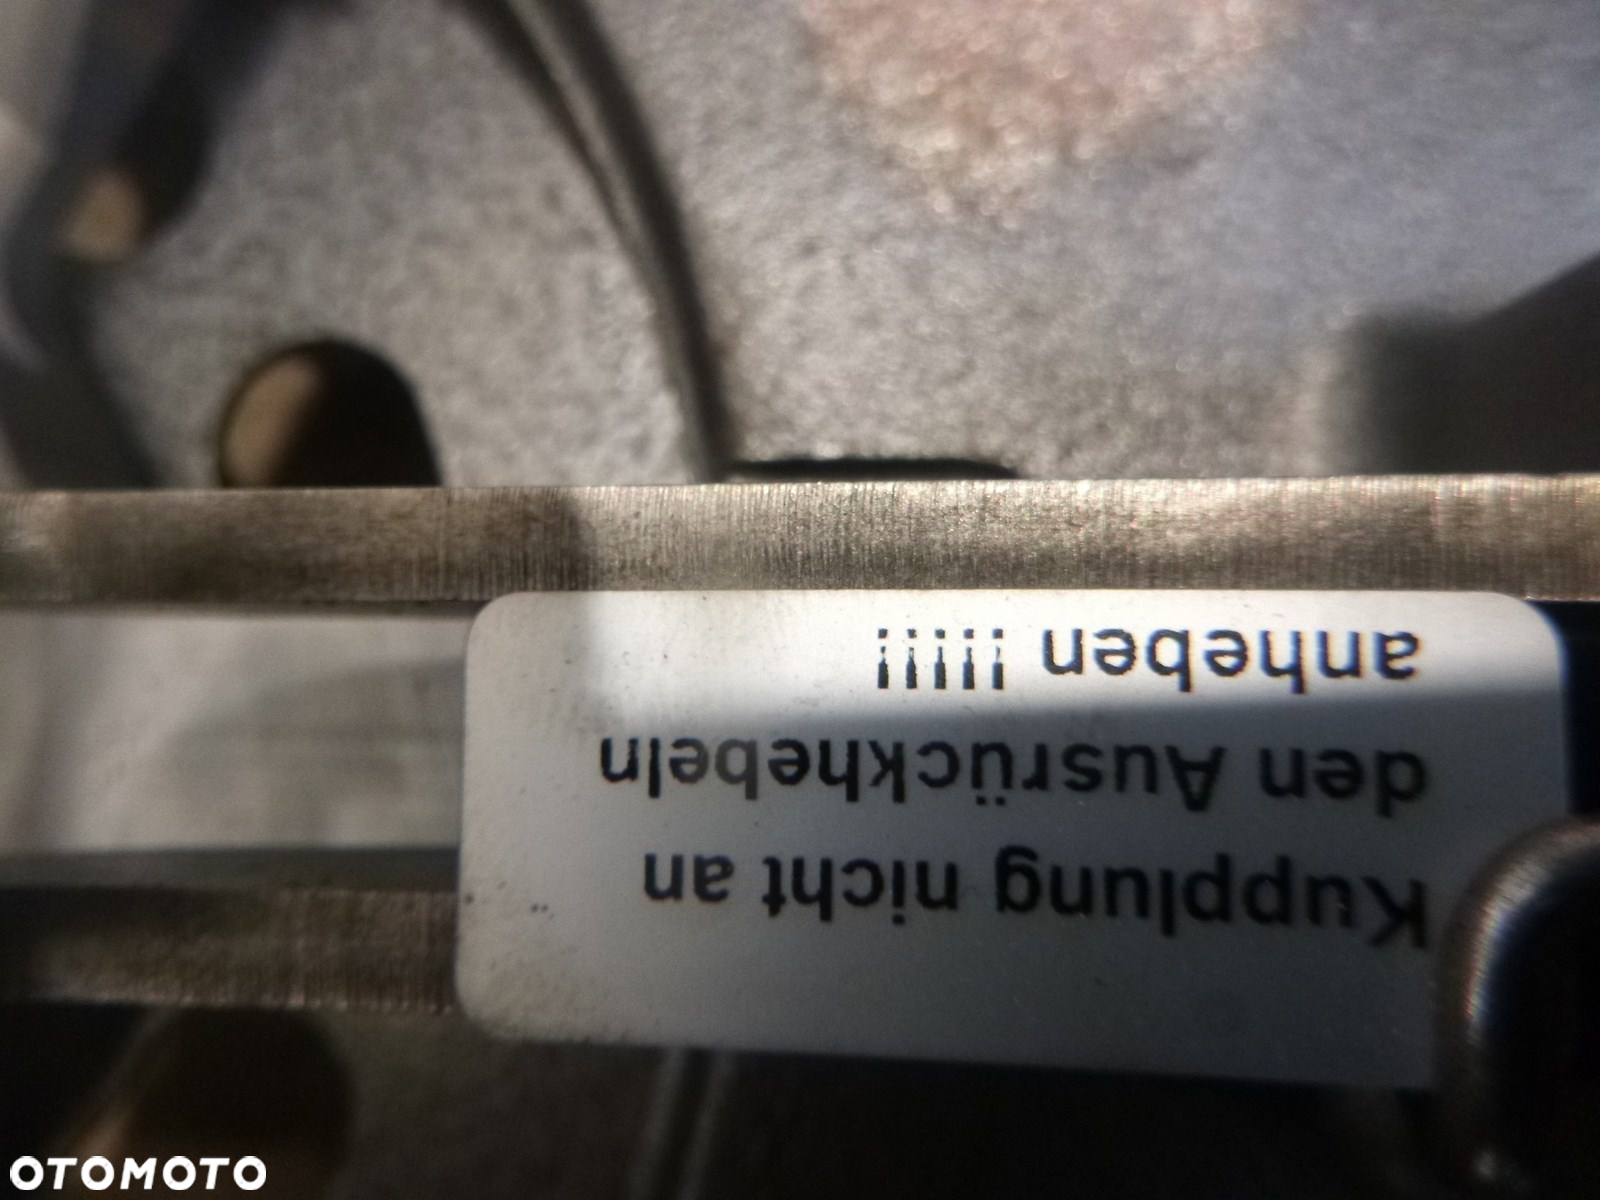 Kupplung nicht an
den Ausrückhebeln
anheben !!!!!
OTOMOTO